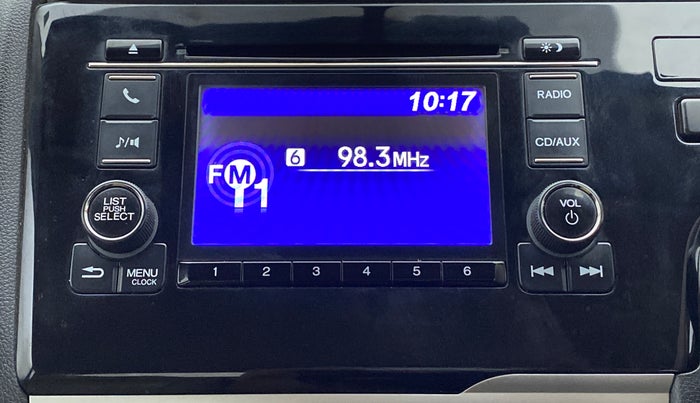 10:17
RADIO
6 98.3MHz
CD/AUX
FM1
LIST
PUSH
SELECT
VOL
MENU
CLOCK
1 2 3 4 5 6